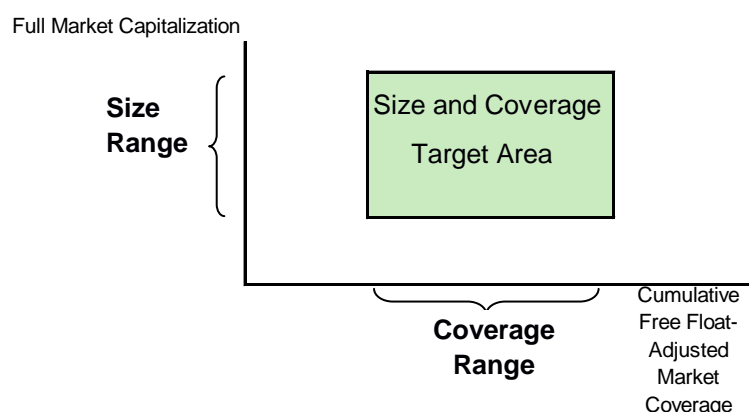 Full Market Capitalization
Size
Range
Size and Coverage
Target Area
Coverage
Range
Cumulative
Free Float-
Adjusted
Market
Coverage